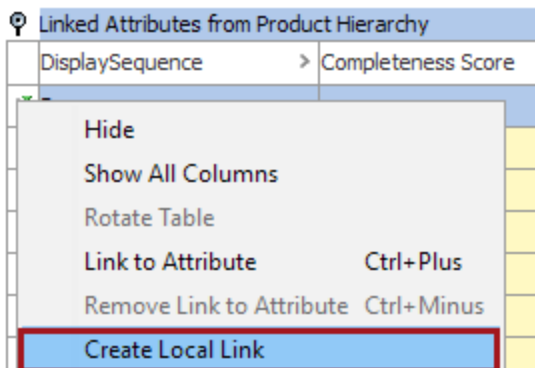 Linked Attributes from Product Hierarchy
DisplaySequence > Completeness Score
Hide
Show All Columns
Rotate Table
Link to Attribute Ctrl+Plus
Remove Link to Attribute Ctrl+Minus
Create Local Link